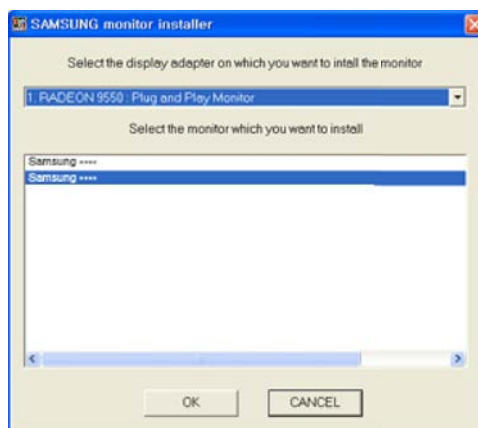 SAMSUNG monitor installer
Select the display adapter on which you want to intall the monitor
1. RADEON 9550 : Plug and Play Monitor
Select the monitor which you want to install
Samsung ****
Samsung ****
OK
CANCEL